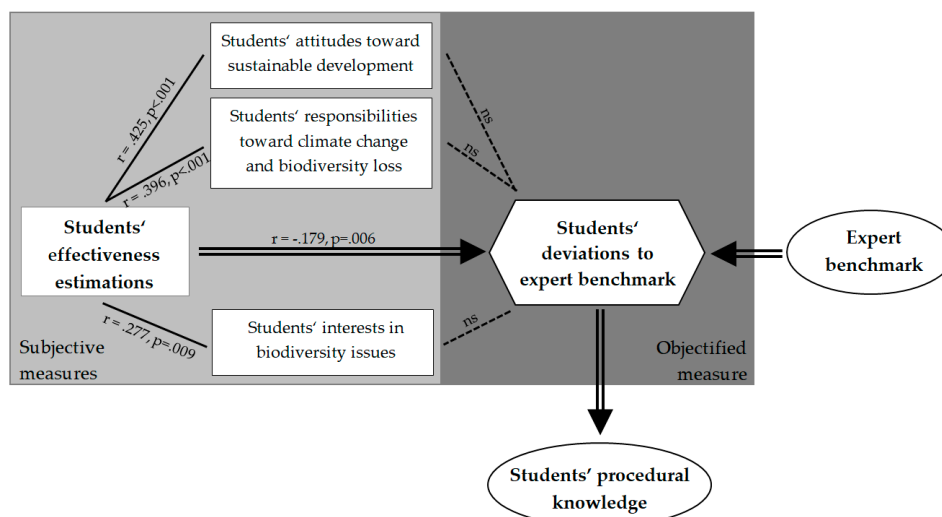 Students‘ attitudes toward
sustainable development
Students‘ responsibilities
toward climate change
and biodiversity loss
r = .425, p<.001
r = .396, p<.001
ns
ns
Students‘
effectiveness
estimations
r = -.179, p=.006
Students‘
deviations to
expert benchmark
Expert
benchmark
r = .277, p=.009
Students‘ interests in
biodiversity issues
ns
Subjective
measures
Objectified
measure
Students’ procedural
knowledge